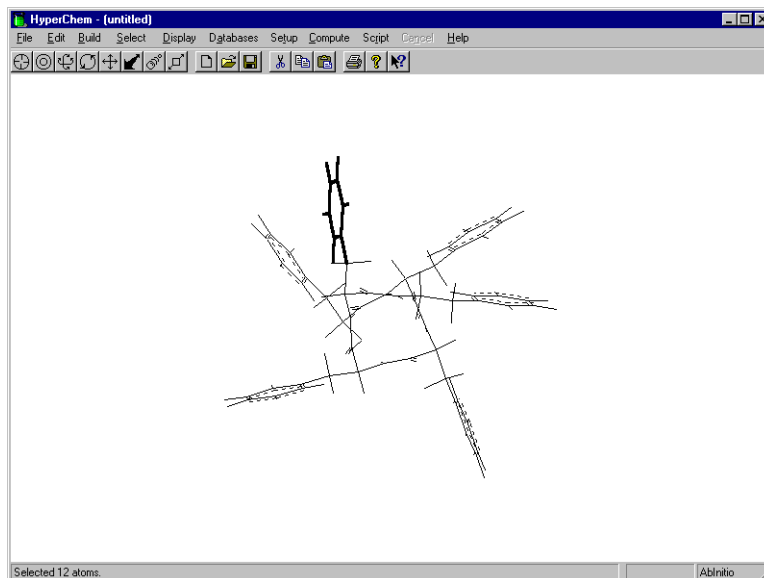 HyperChem - (untitled)
File Edit Build Select Display Databases Setup Compute Script Cancel Help
Selected 12 atoms.
AbInitio